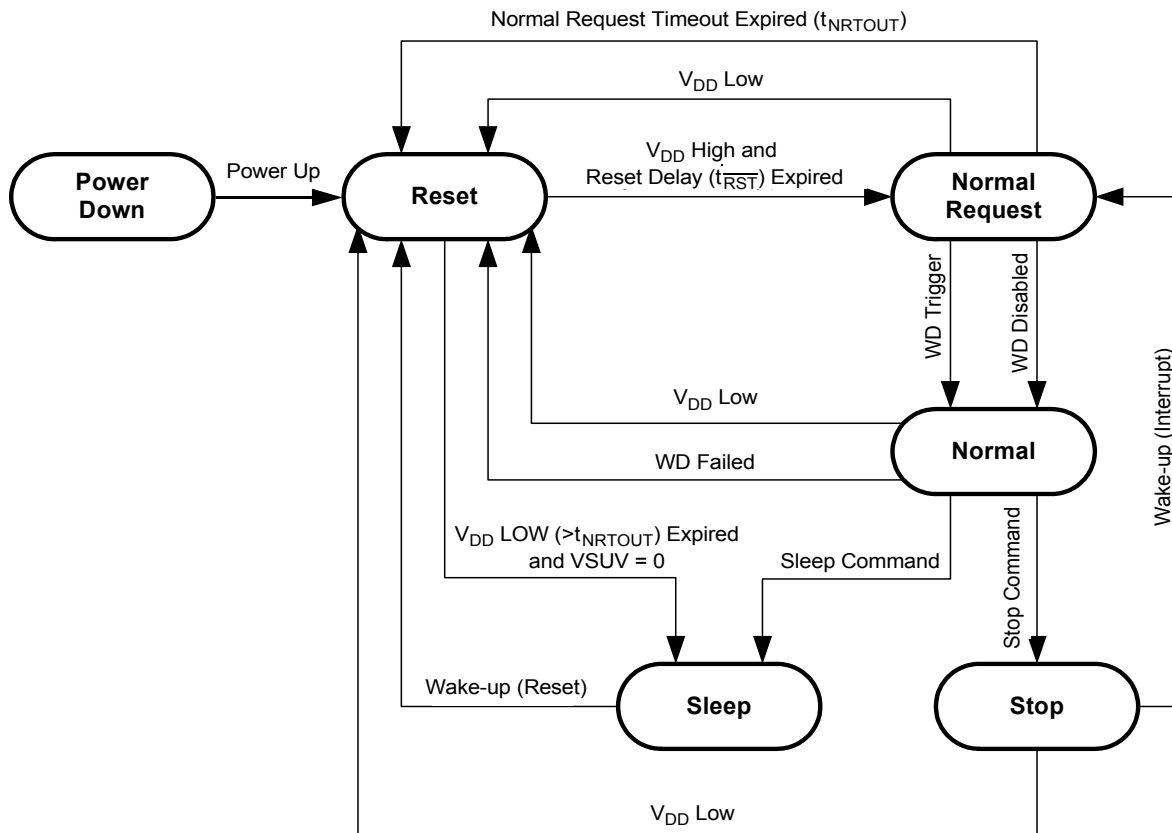 Normal Request Timeout Expired (tNRTOUT)
VDD Low
Power Up
VDD High and
Reset Delay (tRST) Expired
Power
Down
Reset
Normal
Request
WD Trigger
WD Disabled
Wake-up (Interrupt)
VDD Low
Normal
WD Failed
VDD LOW (>tNRTOUT) Expired
and VSUV = 0
Sleep Command
Stop Command
Wake-up (Reset)
Sleep
Stop
VDD Low